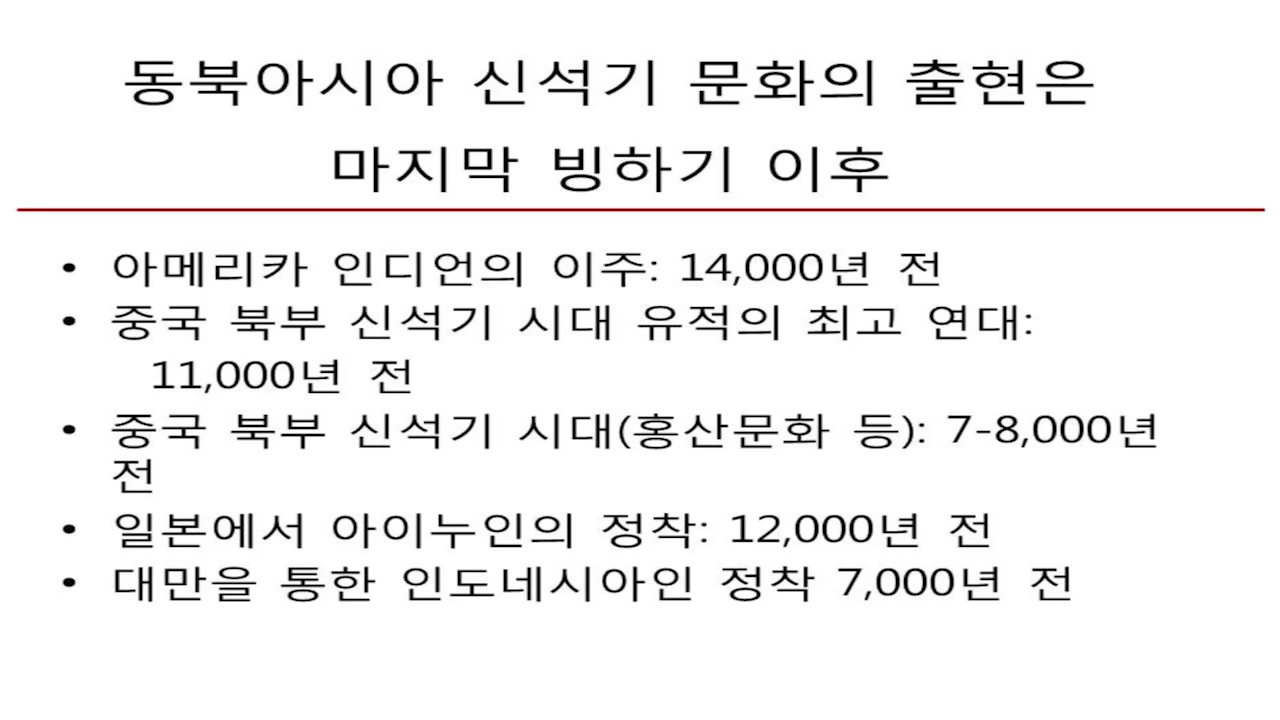 동북아시아 신석기 문화의 출현은
마지막 빙하기 이후
• 아메리카 인디언의 이주: 14,000년 전
• 중국 북부 신석기 시대 유적의 최고 연대:
11,000년 전
• 중국 북부 신석기 시대(홍산문화 등): 7-8,000년
전
• 일본에서 아이누인의 정착: 12,000년 전
• 대만을 통한 인도네시아인 정착 7,000년 전